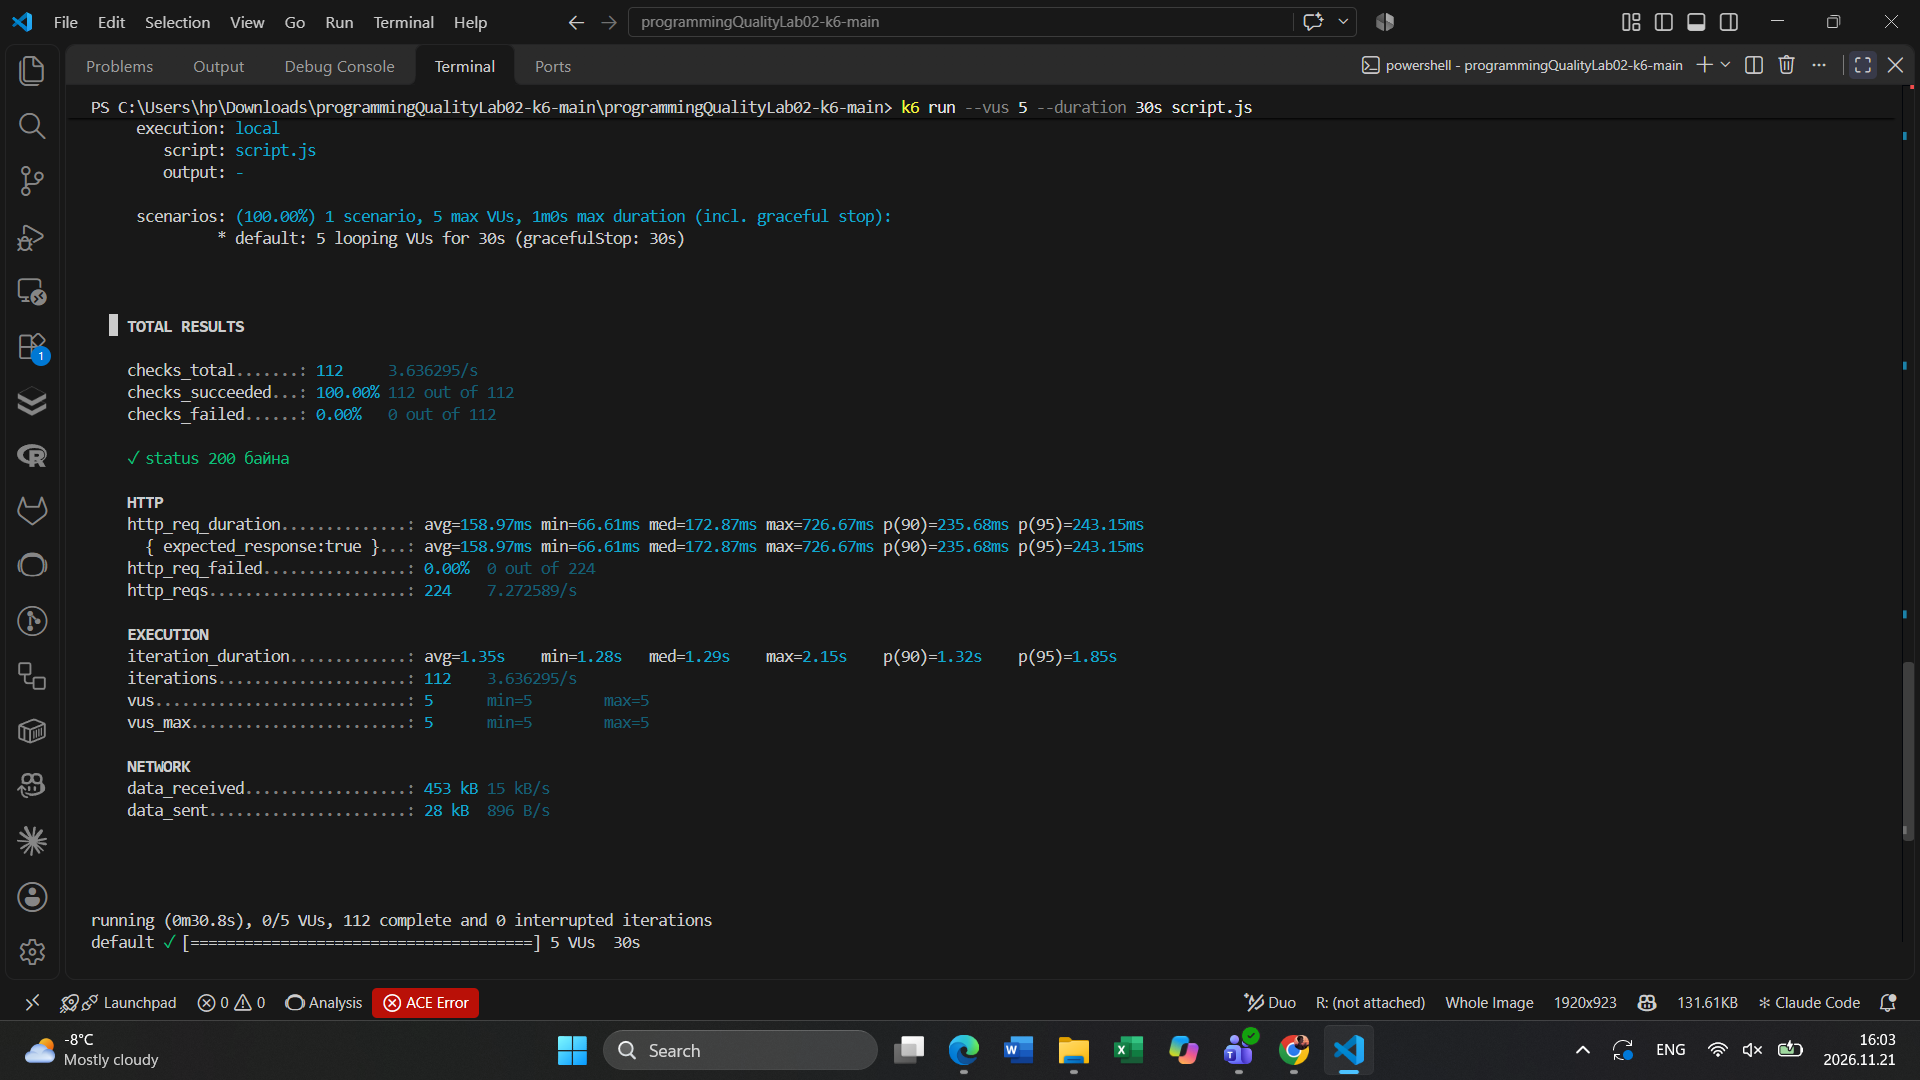 File Edit Selection View Go Run Terminal Help
programmingQualityLab02-k6-main
Problems Output Debug Console Terminal Ports
powershell - programmingQualityLab02-k6-main
PS C:\Users\hp\Downloads\programmingQualityLab02-k6-main\programmingQualityLab02-k6-main> k6 run --vus 5 --duration 30s script.js
execution: local
script: script.js
output: -
scenarios: (100.00%) 1 scenario, 5 max VUs, 1m0s max duration (incl. graceful stop):
* default: 5 looping VUs for 30s (gracefulStop: 30s)
TOTAL RESULTS
checks_total.......: 112 3.636295/s
checks_succeeded...: 100.00% 112 out of 112
checks_failed......: 0.00% 0 out of 112
✓ status 200 байна
HTTP
http_req_duration..............: avg=158.97ms min=66.61ms med=172.87ms max=726.67ms p(90)=235.68ms p(95)=243.15ms
{ expected_response:true }...: avg=158.97ms min=66.61ms med=172.87ms max=726.67ms p(90)=235.68ms p(95)=243.15ms
http_req_failed................: 0.00% 0 out of 224
http_reqs......................: 224 7.272589/s
EXECUTION
iteration_duration.............: avg=1.35s min=1.28s med=1.29s max=2.15s p(90)=1.32s p(95)=1.85s
iterations.....................: 112 3.636295/s
vus............................: 5 min=5 max=5
vus_max........................: 5 min=5 max=5
NETWORK
data_received..................: 453 kB 15 kB/s
data_sent......................: 28 kB 896 B/s
running (0m30.8s), 0/5 VUs, 112 complete and 0 interrupted iterations
default ✓ [======================================] 5 VUs 30s
1
Launchpad 0 0 Analysis ACE Error
Duo R: (not attached) Whole Image 1920x923 131.61KB Claude Code
-8°C
Mostly cloudy
Search
ENG
16:03
2026.11.21